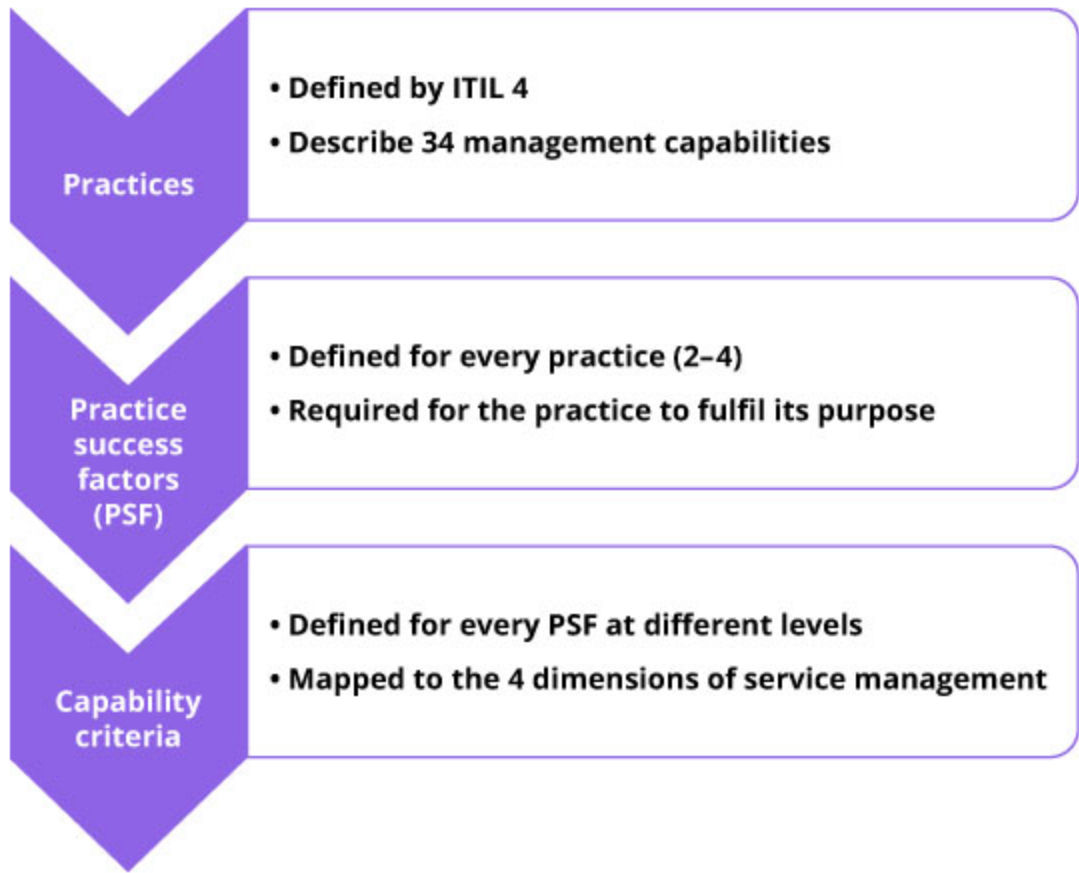 Practices
• Defined by ITIL 4
• Describe 34 management capabilities
Practice
success
factors
(PSF)
• Defined for every practice (2–4)
• Required for the practice to fulfil its purpose
Capability
criteria
• Defined for every PSF at different levels
• Mapped to the 4 dimensions of service management